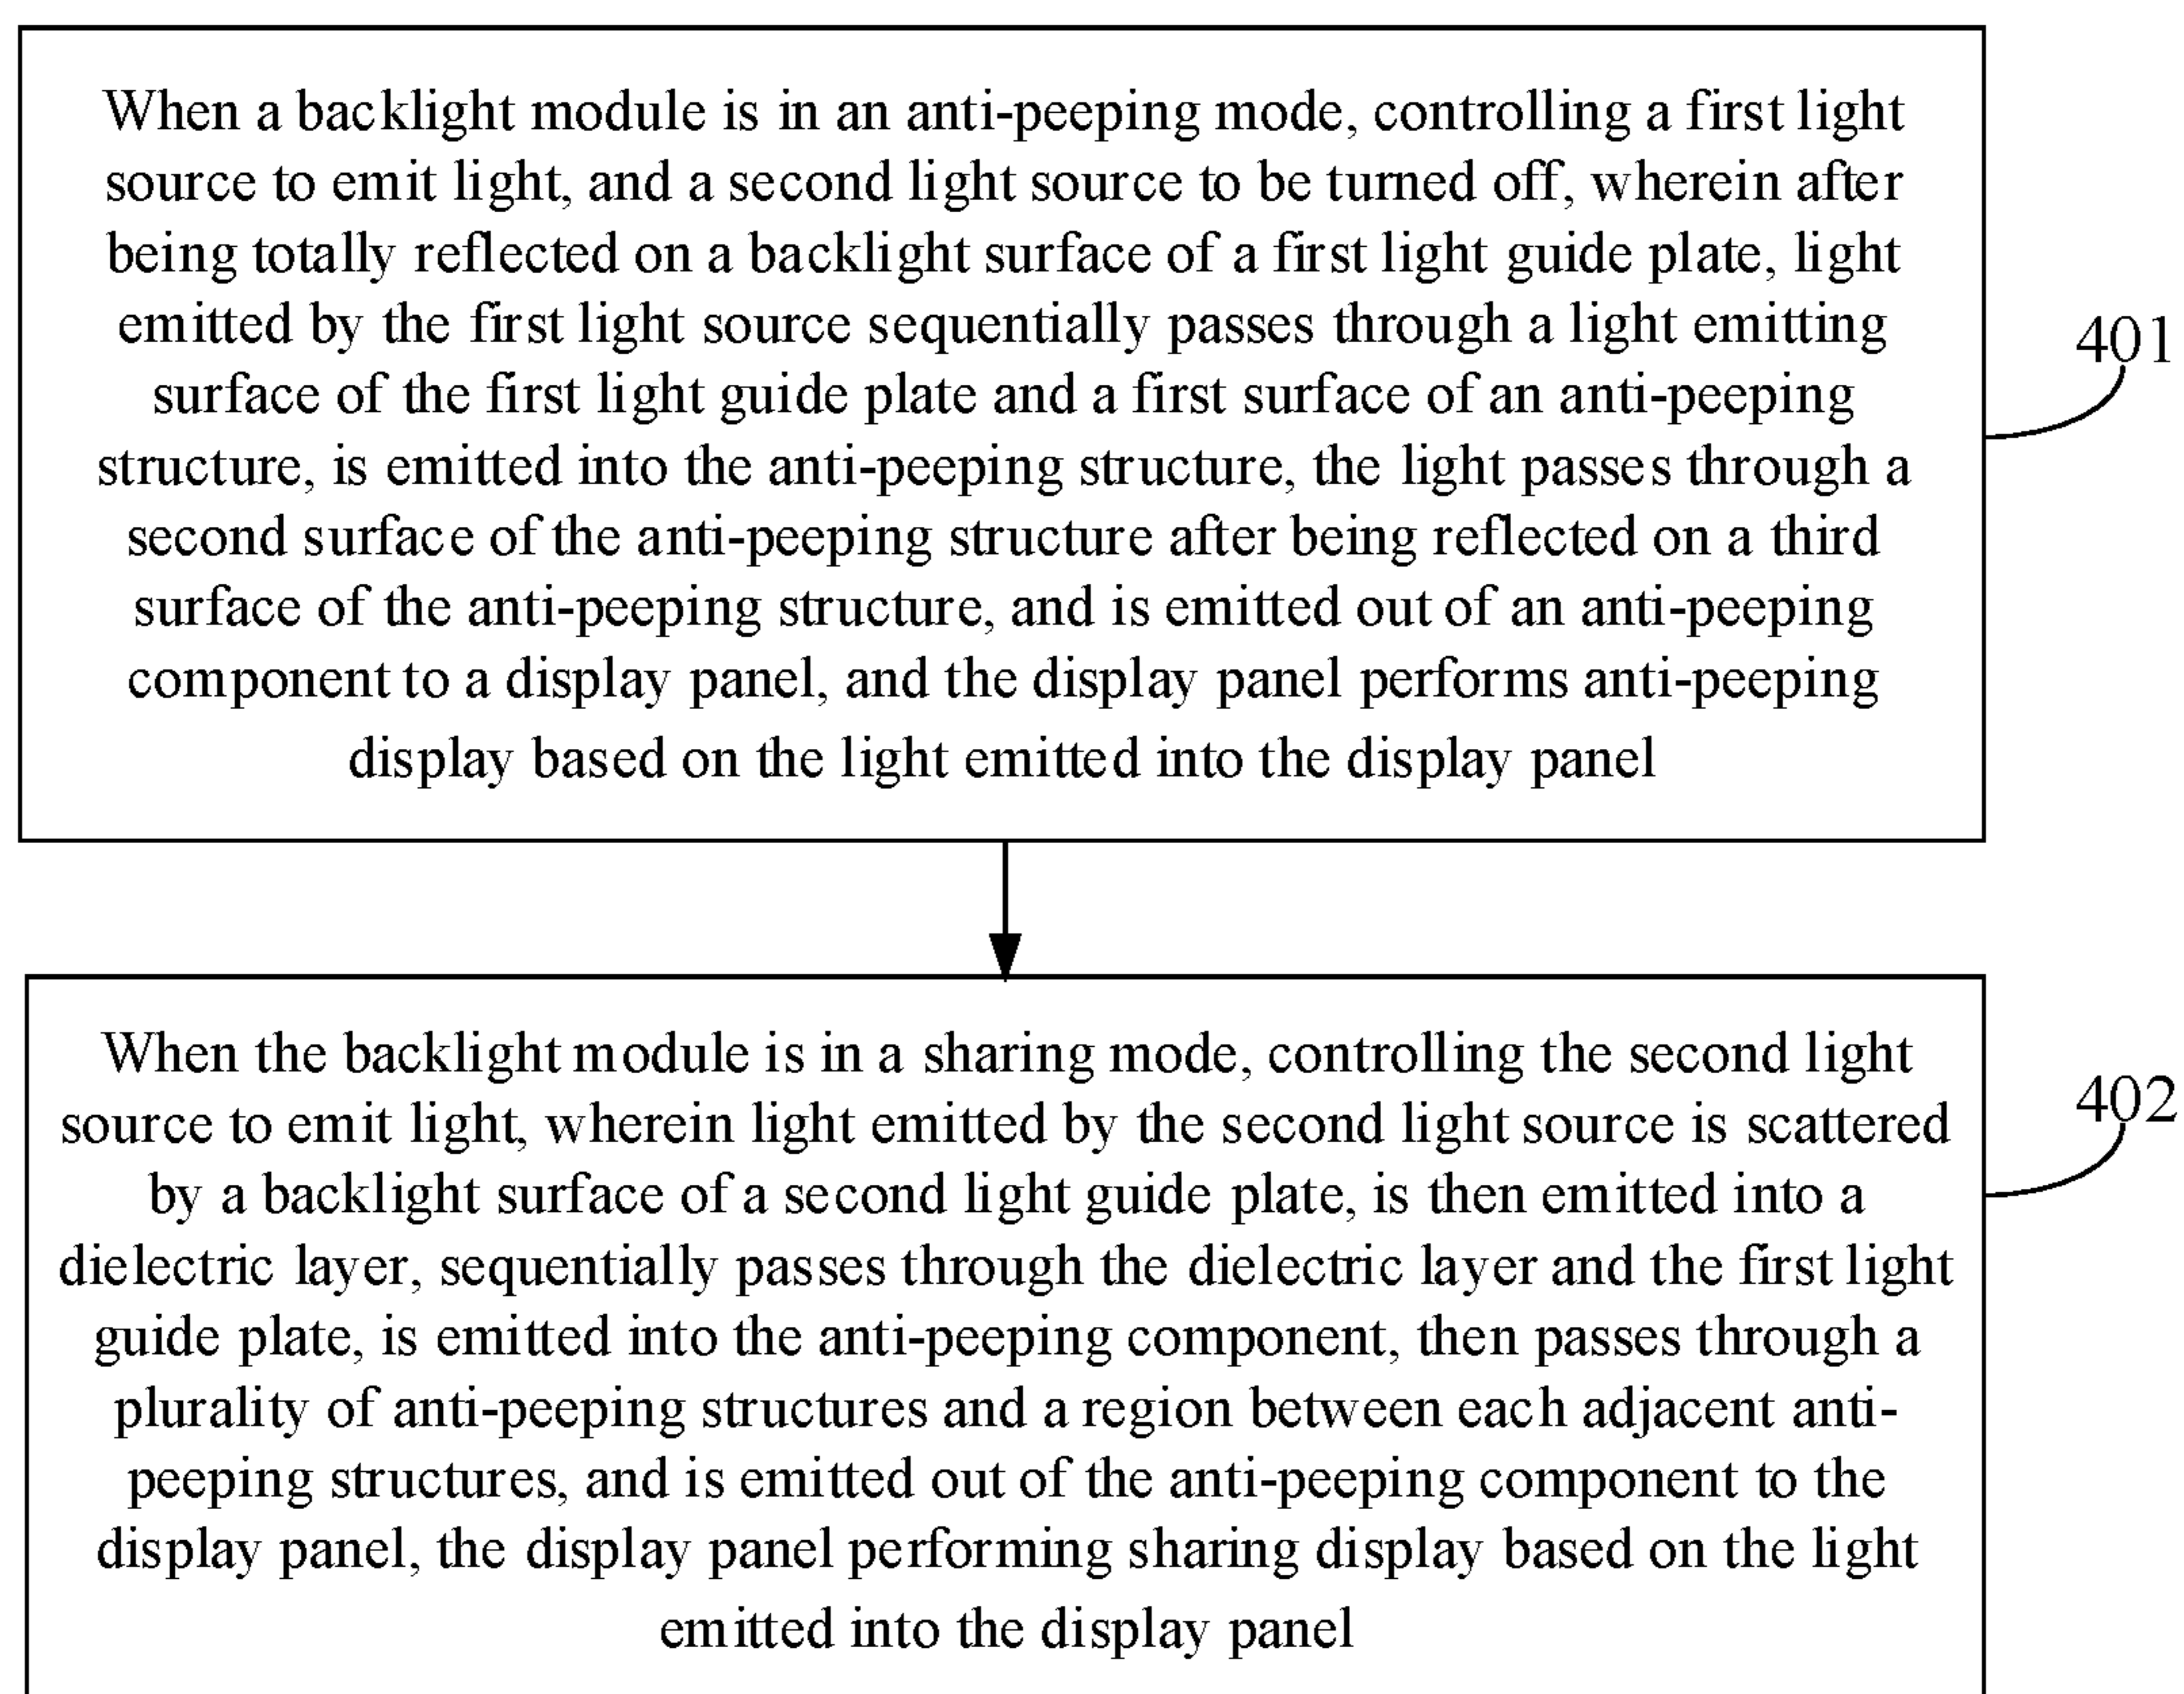 When a backlight module is in an anti-peeping mode, controlling a first light
source to emit light, and a second light source to be turned off, wherein after
being totally reflected on a backlight surface of a first light guide plate, light
emitted by the first light source sequentially passes through a light emitting
surface of the first light guide plate and a first surface of an anti-peeping
structure, is emitted into the anti-peeping structure, the light passes through a
second surface of the anti-peeping structure after being reflected on a third
surface of the anti-peeping structure, and is emitted out of an anti-peeping
component to a display panel, and the display panel performs anti-peeping
display based on the light emitted into the display panel
401
When the backlight module is in a sharing mode, controlling the second light
source to emit light, wherein light emitted by the second light source is scattered
by a backlight surface of a second light guide plate, is then emitted into a
dielectric layer, sequentially passes through the dielectric layer and the first light
guide plate, is emitted into the anti-peeping component, then passes through a
plurality of anti-peeping structures and a region between each adjacent anti-
peeping structures, and is emitted out of the anti-peeping component to the
display panel, the display panel performing sharing display based on the light
emitted into the display panel
402